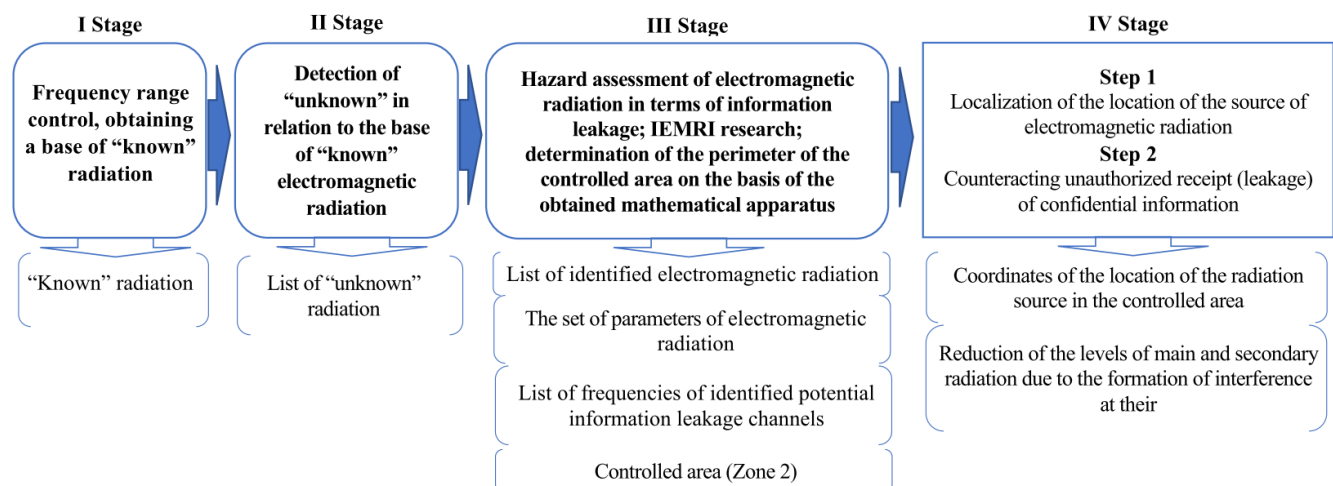 I Stage
Frequency range
control, obtaining
a base of “known”
radiation
“Known” radiation
II Stage
Detection of
“unknown” in
relation to the base
of “known”
electromagnetic
radiation
List of “unknown”
radiation
III Stage
Hazard assessment of electromagnetic
radiation in terms of information
leakage; IEMRI research;
determination of the perimeter of the
controlled area on the basis of the
obtained mathematical apparatus
List of identified electromagnetic radiation
The set of parameters of electromagnetic
radiation
List of frequencies of identified potential
information leakage channels
Controlled area (Zone 2)
IV Stage
Step 1
Localization of the location of the source of
electromagnetic radiation
Step 2
Counteracting unauthorized receipt (leakage)
of confidential information
Coordinates of the location of the radiation
source in the controlled area
Reduction of the levels of main and secondary
radiation due to the formation of interference
at their